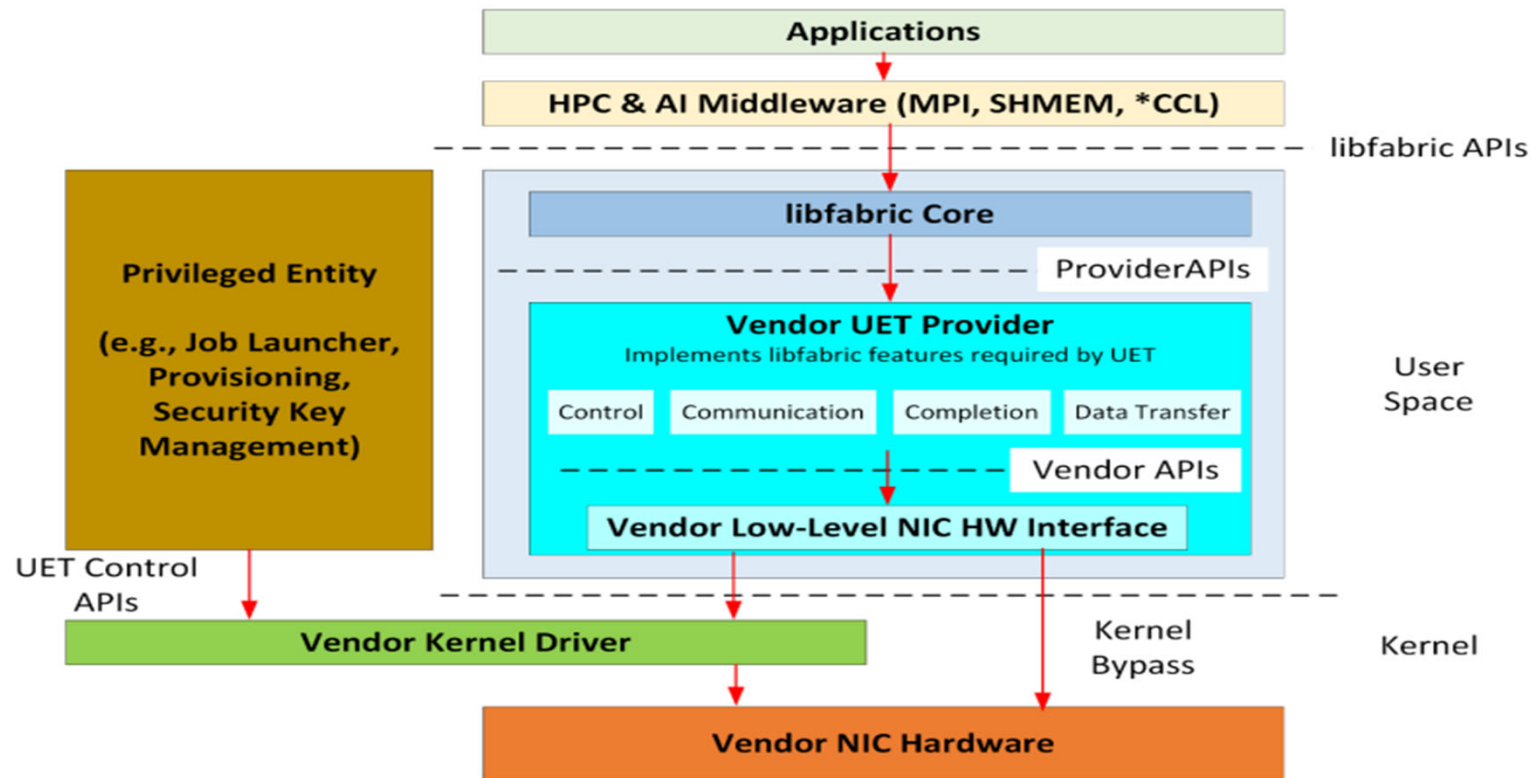 Applications
HPC & AI Middleware (MPI, SHMEM, *CCL)
libfabric APIs
libfabric Core
ProviderAPIs
Privileged Entity
(e.g., Job Launcher,
Provisioning,
Security Key
Management)
Vendor UET Provider
Implements libfabric features required by UET
Control
Communication
Completion
Data Transfer
User
Space
Vendor APIs
Vendor Low-Level NIC HW Interface
UET Control
APIs
Vendor Kernel Driver
Kernel
Bypass
Kernel
Vendor NIC Hardware